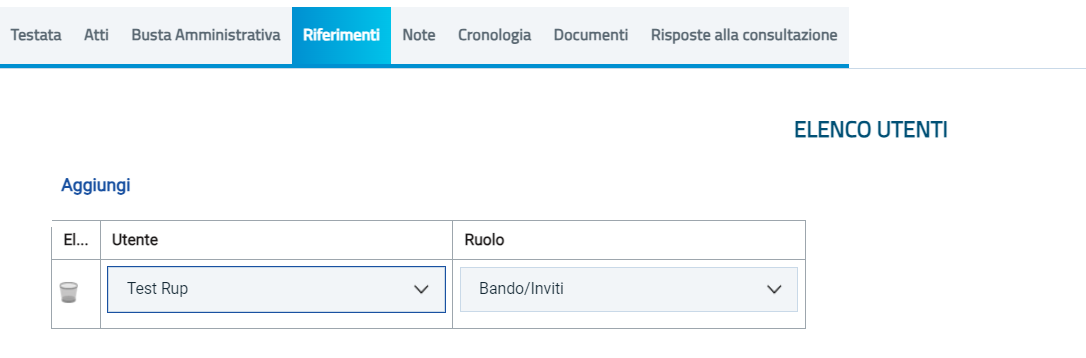 Testata Atti Busta Amministrativa Riferimenti Note Cronologia Documenti Risposte alla consultazione
ELENCO UTENTI
Aggiungi
El... Utente Ruolo
Test Rup Bando/Inviti